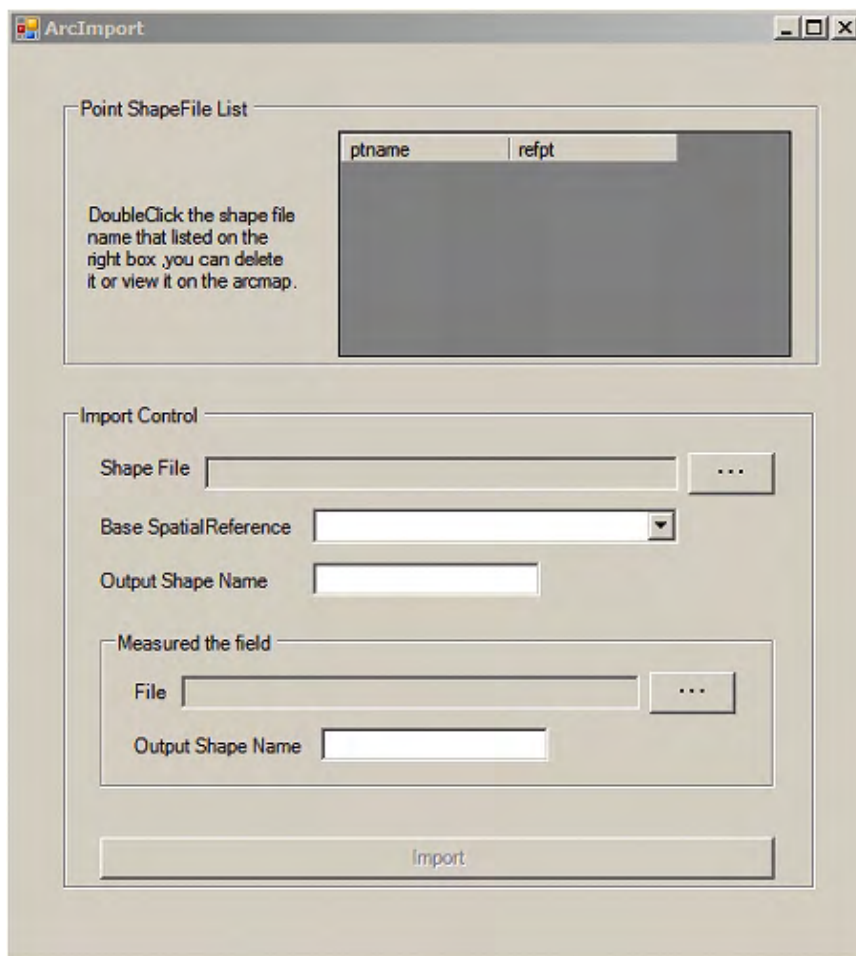 ArcImport
Point ShapeFile List
ptname
refpt
DoubleClick the shape file
name that listed on the
right box ,you can delete
it or view it on the arcmap.
Import Control
Shape File
...
Base SpatialReference
Output Shape Name
Measured the field
File
...
Output Shape Name
Import